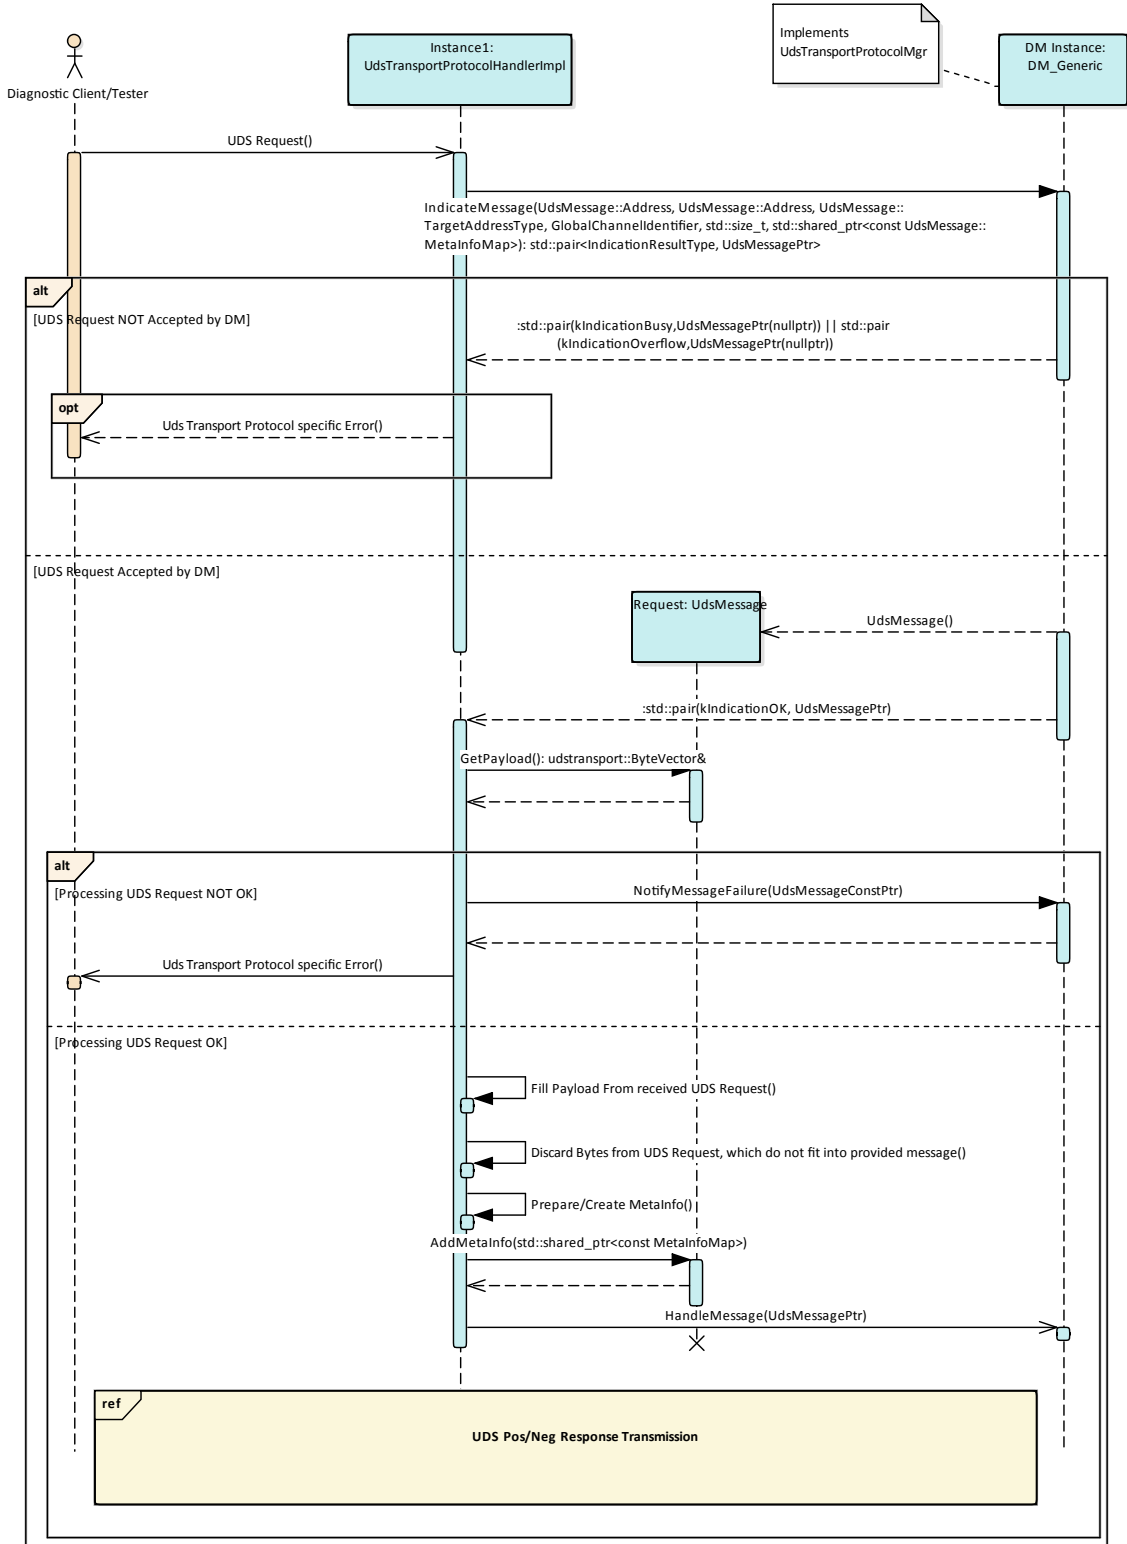 Diagnostic Client/Tester
Instance1:
UdsTransportProtocolHandlerImpl
Implements
UdsTransportProtocolMgr
DM Instance:
DM_Generic
UDS Request()
IndicateMessage(UdsMessage::Address, UdsMessage::Address, UdsMessage::
TargetAddressType, GlobalChannelIdentifier, std::size_t, std::shared_ptr<const UdsMessage::
MetaInfoMap>): std::pair<IndicationResultType, UdsMessagePtr>
alt
[UDS Request NOT Accepted by DM]
:std::pair(kIndicationBusy,UdsMessagePtr(nullptr)) || std::pair
(kIndicationOverflow,UdsMessagePtr(nullptr))
opt
Uds Transport Protocol specific Error()
[UDS Request Accepted by DM]
Request: UdsMessage
UdsMessage()
:std::pair(kIndicationOK, UdsMessagePtr)
GetPayload(): udstransport::ByteVector&
alt
[Processing UDS Request NOT OK]
NotifyMessageFailure(UdsMessageConstPtr)
Uds Transport Protocol specific Error()
[Processing UDS Request OK]
Fill Payload From received UDS Request()
Discard Bytes from UDS Request, which do not fit into provided message()
Prepare/Create MetaInfo()
AddMetaInfo(std::shared_ptr<const MetaInfoMap>)
HandleMessage(UdsMessagePtr)
ref
UDS Pos/Neg Response Transmission